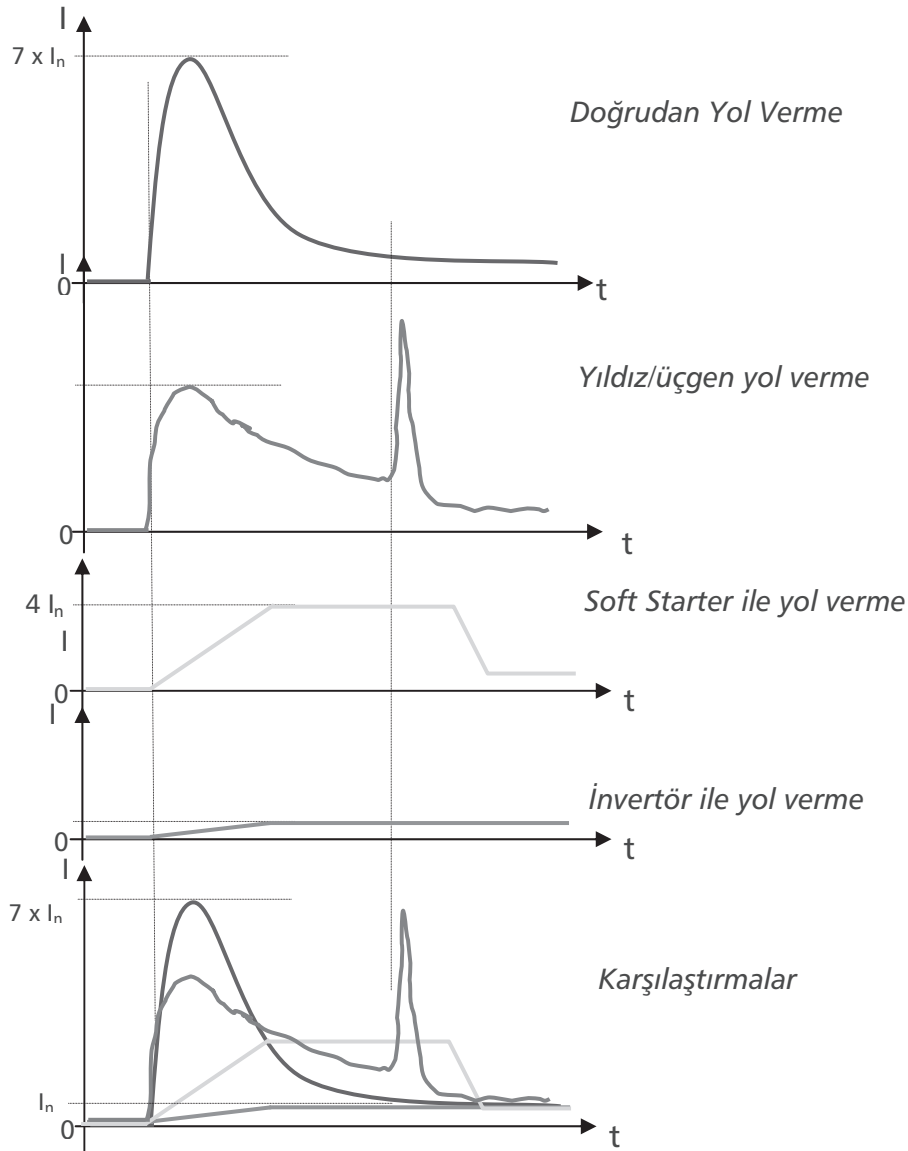 I
7 x Iₙ
Doğrudan Yol Verme
I
0
t
Yıldız/üçgen yol verme
0
t
4 Iₙ
Soft Starter ile yol verme
I
0
t
I
İnvertör ile yol verme
0
t
I
7 x Iₙ
Karşılaştırmalar
Iₙ
0
t